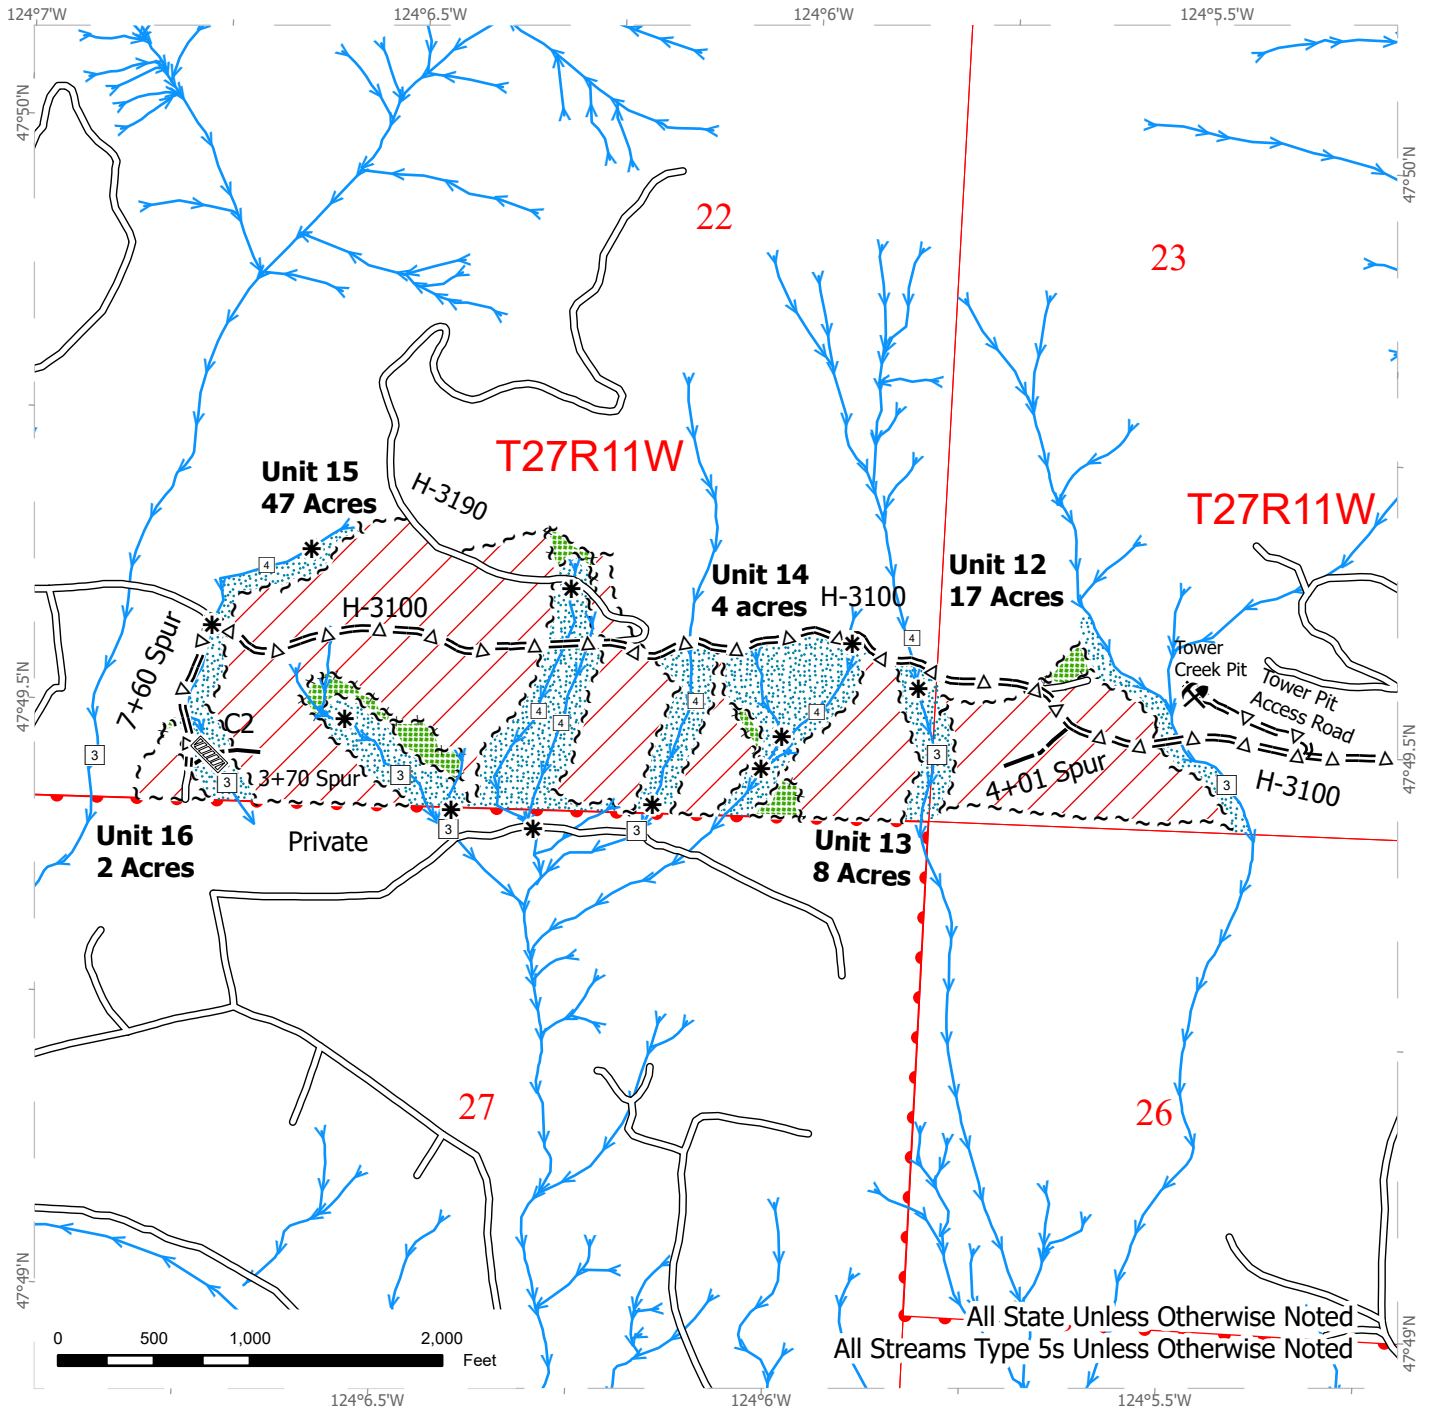 124°7'W
124°6.5'W
124°6'W
124°5.5'W
47°50'N
47°50'N
22
23
T27R11W
T27R11W
Unit 15
47 Acres
H-3190
4
Unit 14
4 acres
H-3100
Unit 12
17 Acres
H-3100
4
7+60 Spur
Tower
Creek Pit
Tower Pit
Access Road
47°49.5'N
47°49.5'N
C2
4
4
4
4
3
3
3
3
3
3+70 Spur
4+01 Spur
H-3100
Unit 16
2 Acres
Private
3
3
Unit 13
8 Acres
27
26
47°49'N
47°49'N
All State Unless Otherwise Noted
All Streams Type 5s Unless Otherwise Noted
0
500
1,000
2,000
Feet
124°6.5'W
124°6'W
124°5.5'W